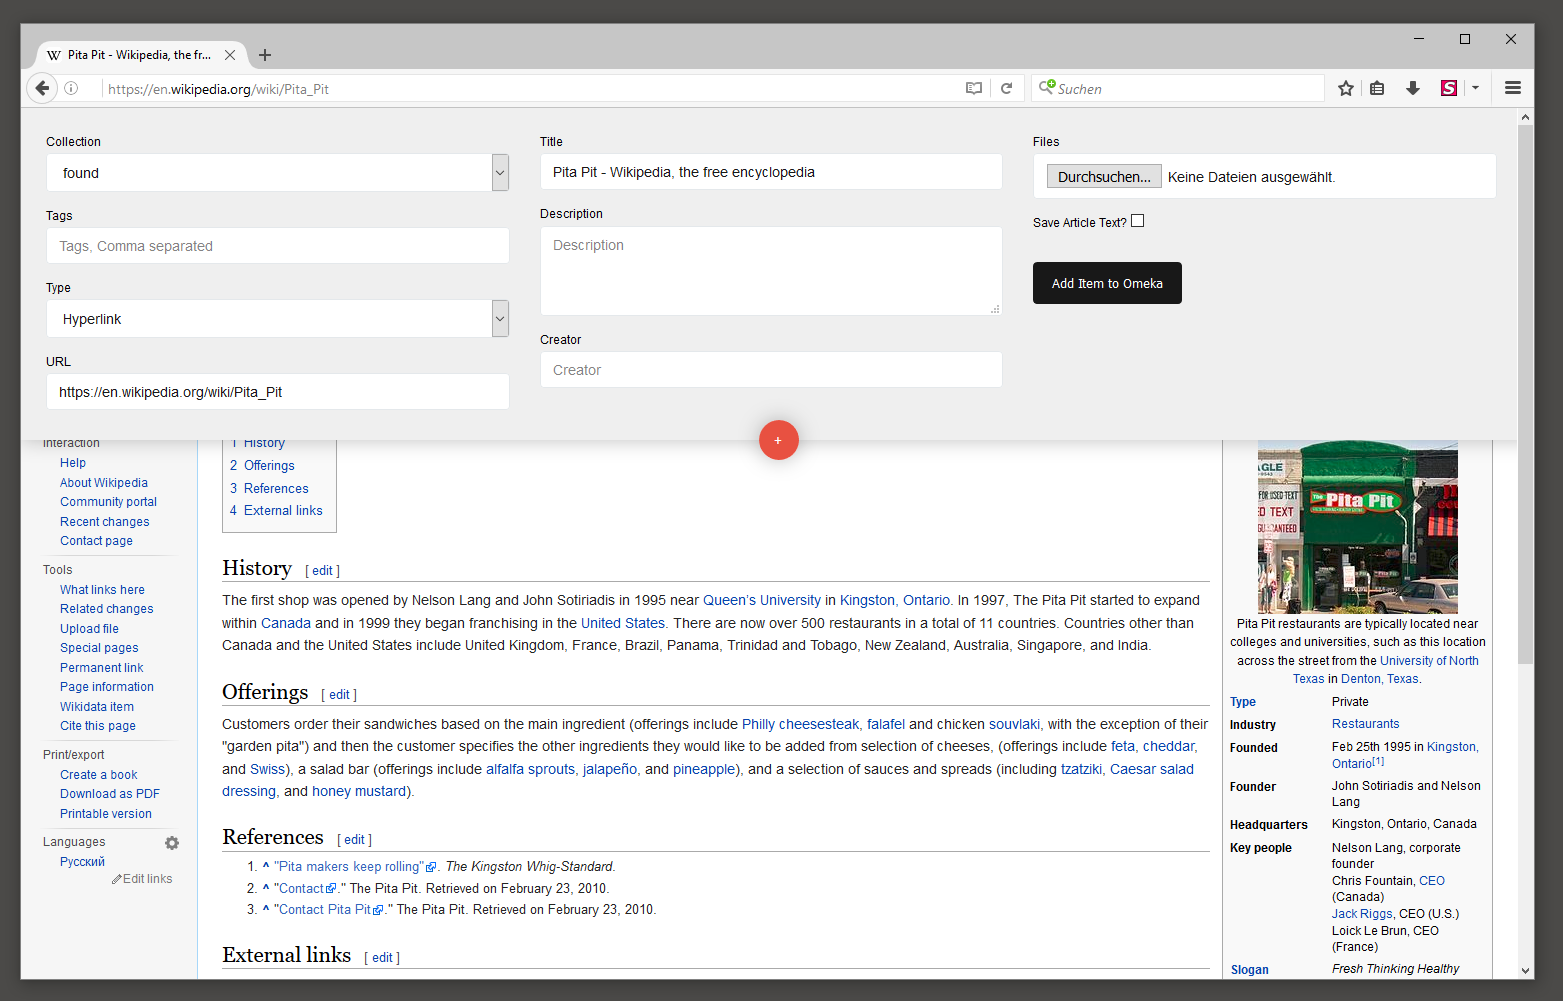 W Pita Pit - Wikipedia, the fr...
https://en.wikipedia.org/wiki/Pita_Pit
Suchen
S
Collection
found
Tags
Tags, Comma separated
Type
Hyperlink
URL
https://en.wikipedia.org/wiki/Pita_Pit
Title
Pita Pit - Wikipedia, the free encyclopedia
Description
Description
Creator
Creator
Files
Durchsuchen... Keine Dateien ausgewählt.
Save Article Text?
Add Item to Omeka
+
Interaction
Help
About Wikipedia
Community portal
Recent changes
Contact page
Tools
What links here
Related changes
Upload file
Special pages
Permanent link
Page information
Wikidata item
Cite this page
Print/export
Create a book
Download as PDF
Printable version
Languages
Русский
Edit links
1 History
2 Offerings
3 References
4 External links
History [ edit ]
The first shop was opened by Nelson Lang and John Sotiriadis in 1995 near Queen's University in Kingston, Ontario. In 1997, The Pita Pit started to expand
within Canada and in 1999 they began franchising in the United States. There are now over 500 restaurants in a total of 11 countries. Countries other than
Canada and the United States include United Kingdom, France, Brazil, Panama, Trinidad and Tobago, New Zealand, Australia, Singapore, and India.
Offerings [ edit ]
Customers order their sandwiches based on the main ingredient (offerings include Philly cheesesteak, falafel and chicken souvlaki, with the exception of their
"garden pita") and then the customer specifies the other ingredients they would like to be added from selection of cheeses, (offerings include feta, cheddar,
and Swiss), a salad bar (offerings include alfalfa sprouts, jalapeño, and pineapple), and a selection of sauces and spreads (including tzatziki, Caesar salad
dressing, and honey mustard).
References [ edit ]
1. ^ "Pita makers keep rolling". The Kingston Whig-Standard.
2. ^ "Contact." The Pita Pit. Retrieved on February 23, 2010.
3. ^ "Contact Pita Pit." The Pita Pit. Retrieved on February 23, 2010.
External links [ edit ]
GLE
FOR USED TEXT
D TEXT
The Pita Pit
Pita Pit restaurants are typically located near
colleges and universities, such as this location
across the street from the University of North
Texas in Denton, Texas.
Type Private
Industry Restaurants
Founded Feb 25th 1995 in Kingston,
Ontario[1]
Founder John Sotiriadis and Nelson
Lang
Headquarters Kingston, Ontario, Canada
Key people Nelson Lang, corporate
founder
Chris Fountain, CEO
(Canada)
Jack Riggs, CEO (U.S.)
Loick Le Brun, CEO
(France)
Slogan Fresh Thinking Healthy